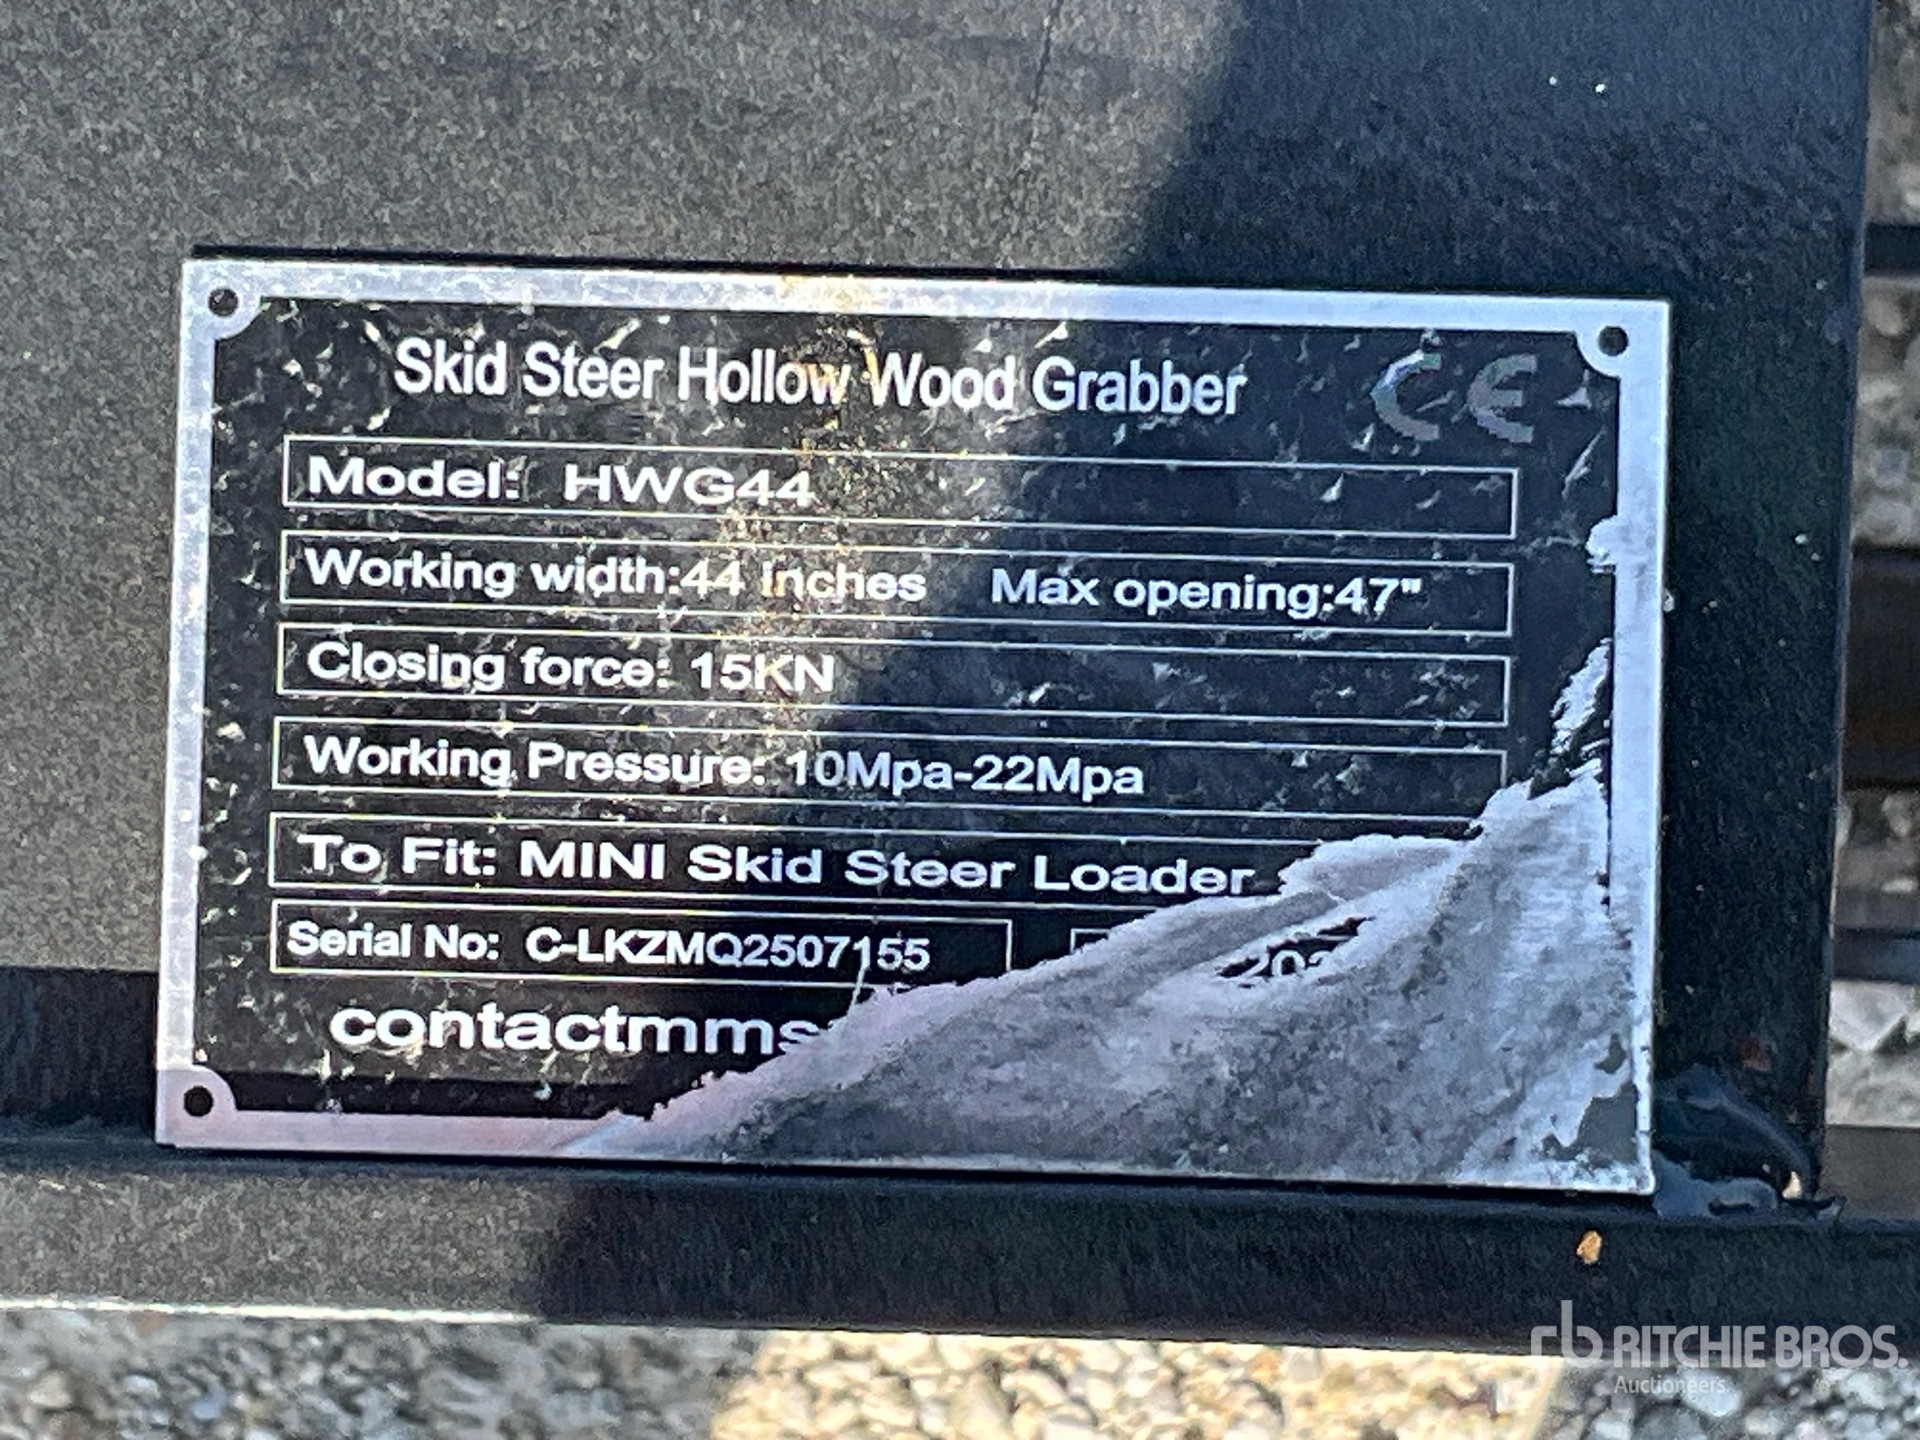 Skid Steer Hollow Wood Grabber CE
Model: HWG44
Working width:44 inches Max opening:47"
Closing force: 15KN
Working Pressure: 10Mpa-22Mpa
To Fit: MINI Skid Steer Loader
Serial No: C-LKZMQ2507155
contactmms
rb RITCHIE BROS.
Auctioneers